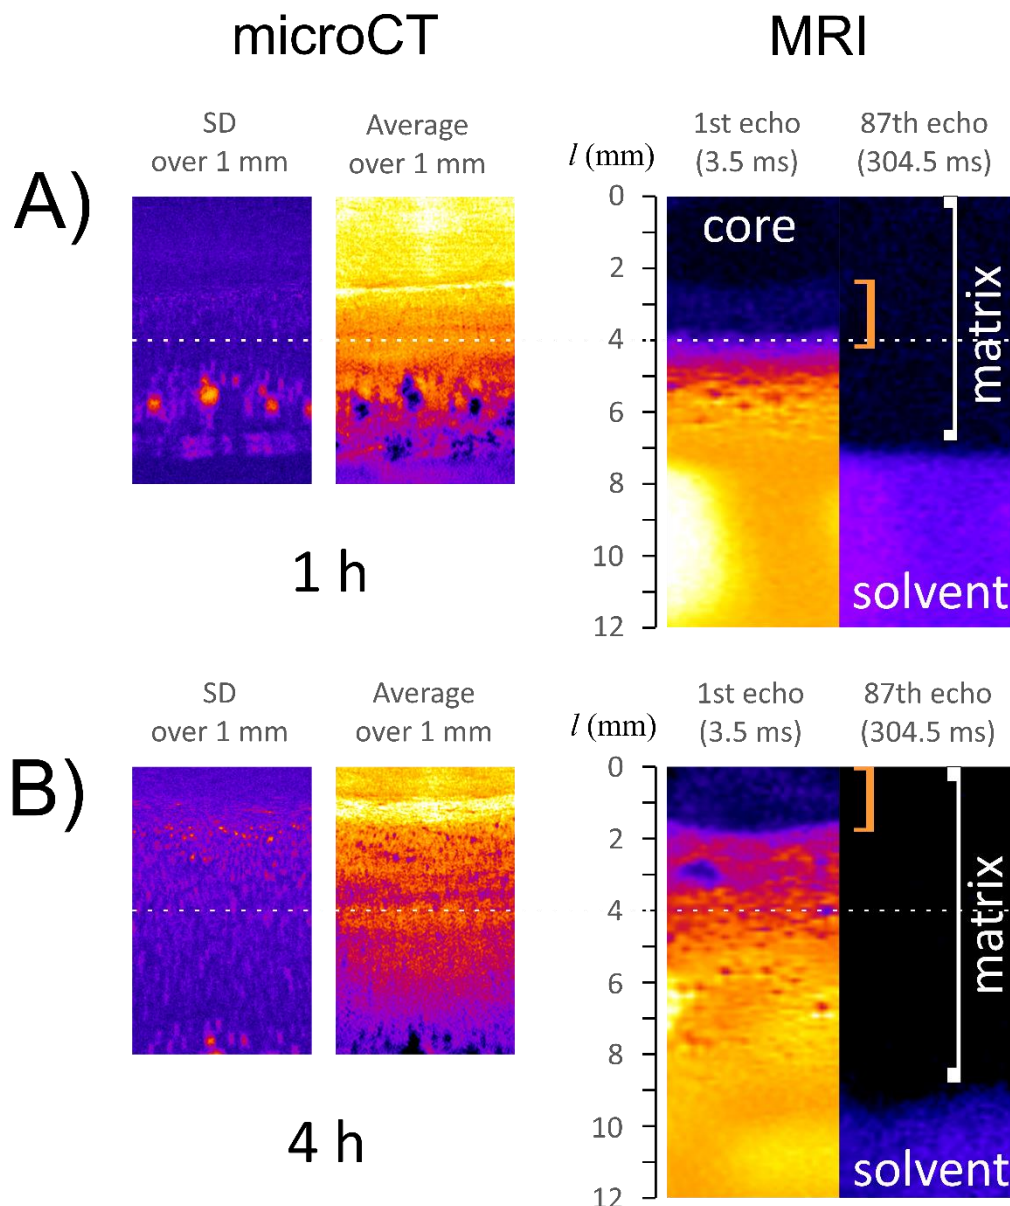 microCT
MRI
SD
over 1 mm
Average
over 1 mm
l (mm)
1st echo
(3.5 ms)
87th echo
(304.5 ms)
A)
0
2
4
6
8
10
12
core
matrix
solvent
1 h
SD
over 1 mm
Average
over 1 mm
l (mm)
1st echo
(3.5 ms)
87th echo
(304.5 ms)
B)
0
2
4
6
8
10
12
matrix
solvent
4 h